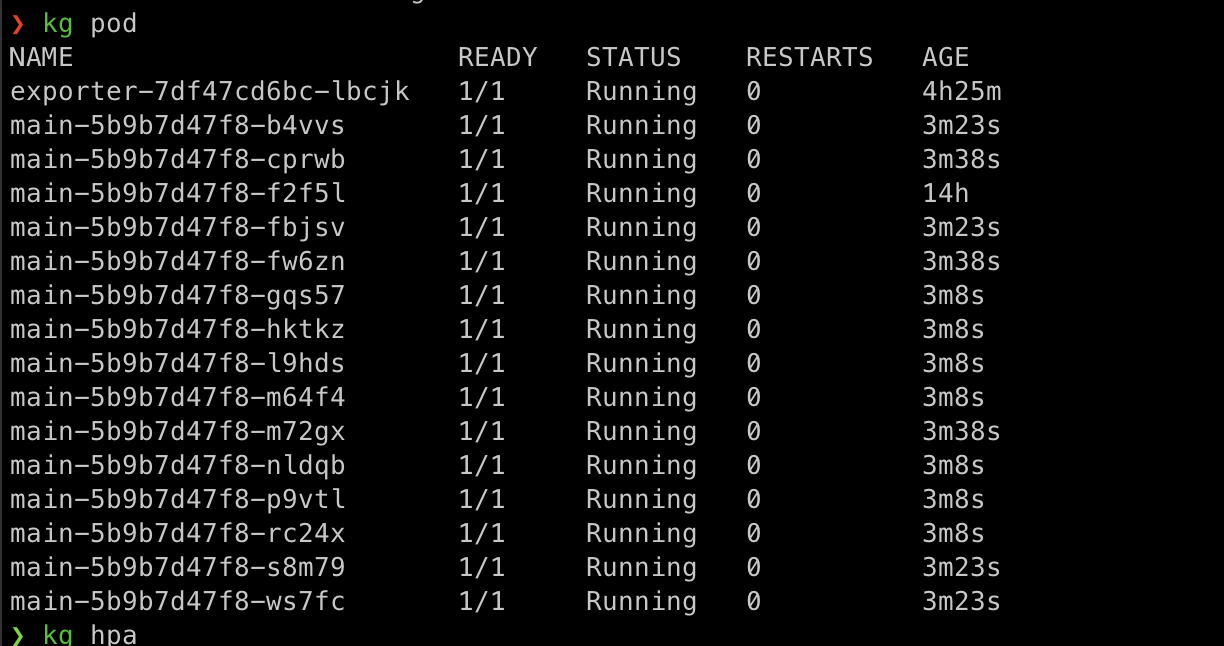 ❯ kg pod
NAME READY STATUS RESTARTS AGE
exporter-7df47cd6bc-lbcjk 1/1 Running 0 4h25m
main-5b9b7d47f8-b4vvs 1/1 Running 0 3m23s
main-5b9b7d47f8-cprwb 1/1 Running 0 3m38s
main-5b9b7d47f8-f2f5l 1/1 Running 0 14h
main-5b9b7d47f8-fbjsv 1/1 Running 0 3m23s
main-5b9b7d47f8-fw6zn 1/1 Running 0 3m38s
main-5b9b7d47f8-gqs57 1/1 Running 0 3m8s
main-5b9b7d47f8-hktkz 1/1 Running 0 3m8s
main-5b9b7d47f8-l9hds 1/1 Running 0 3m8s
main-5b9b7d47f8-m64f4 1/1 Running 0 3m8s
main-5b9b7d47f8-m72gx 1/1 Running 0 3m38s
main-5b9b7d47f8-nldqb 1/1 Running 0 3m8s
main-5b9b7d47f8-p9vtl 1/1 Running 0 3m8s
main-5b9b7d47f8-rc24x 1/1 Running 0 3m8s
main-5b9b7d47f8-s8m79 1/1 Running 0 3m23s
main-5b9b7d47f8-ws7fc 1/1 Running 0 3m23s
❯ kg hpa